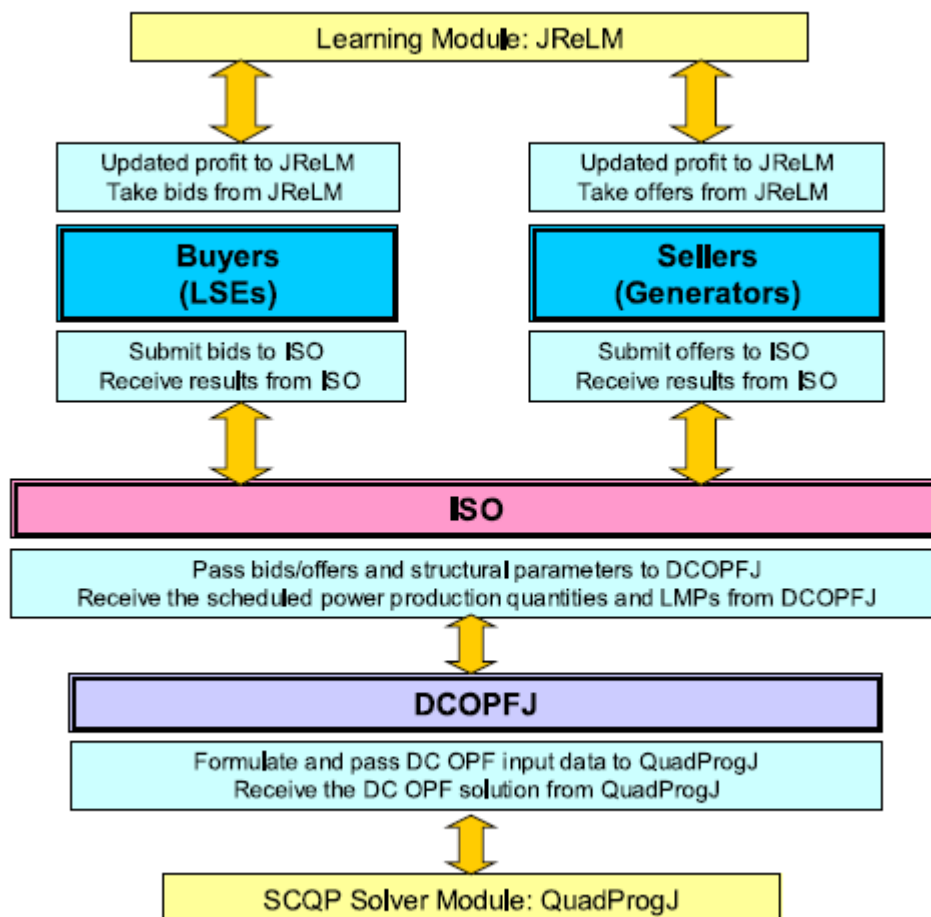 Learning Module: JReLM
Updated profit to JReLM
Take bids from JReLM
Updated profit to JReLM
Take offers from JReLM
Buyers
(LSEs)
Sellers
(Generators)
Submit bids to ISO
Receive results from ISO
Submit offers to ISO
Receive results from ISO
ISO
Pass bids/offers and structural parameters to DCOPFJ
Receive the scheduled power production quantities and LMPs from DCOPFJ
DCOPFJ
Formulate and pass DC OPF input data to QuadProgJ
Receive the DC OPF solution from QuadProgJ
SCQP Solver Module: QuadProgJ